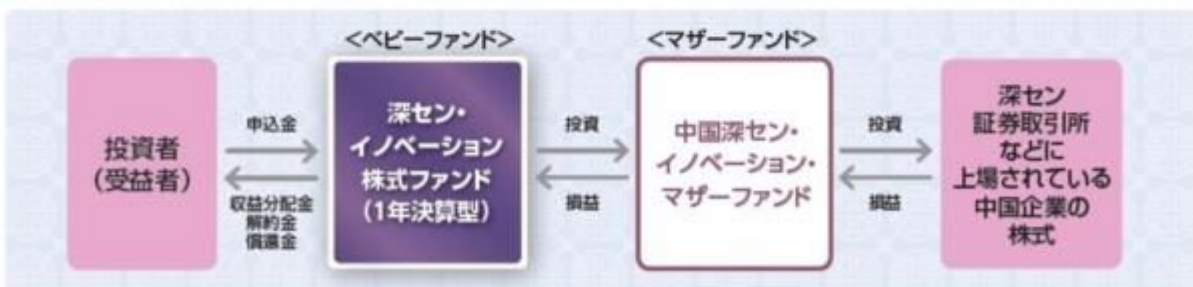 <ベビーファンド>
<マザーファンド>
投資者
(受益者)
申込金
収益分配金
解約金
償還金
深セン・
イノベーション
株式ファンド
(1年決算型)
投資
損益
中国深セン・
イノベーション・
マザーファンド
投資
損益
深セン
証券取引所
などに
上場されている
中国企業の
株式